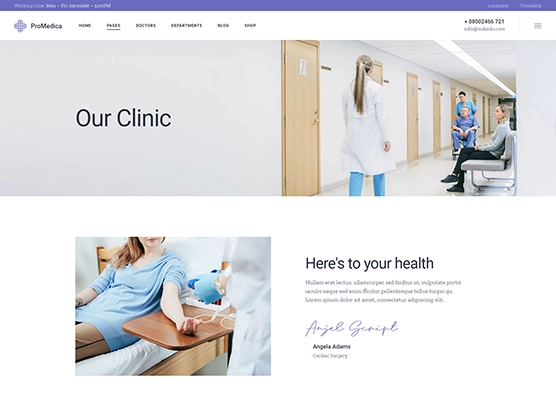 Working time: Mon – Fri: 09:00AM – 5:00PM
Locations
Timetable
ProMedica
HOME
PAGES
DOCTORS
DEPARTMENTS
BLOG
SHOP
+ 08002466 721
info@mikado.com
Our Clinic
Here's to your health
Nullam erat lectus, ullamcorper sed finibus ut, vulputate portit
iaculis neque sed enim fficitur pellentesque tellus turpis qu.
Lorem ipsum dolor sit amet, consectetur adipiscing elit.
Anjel Script
Angela Adams
Cardiac Surgery